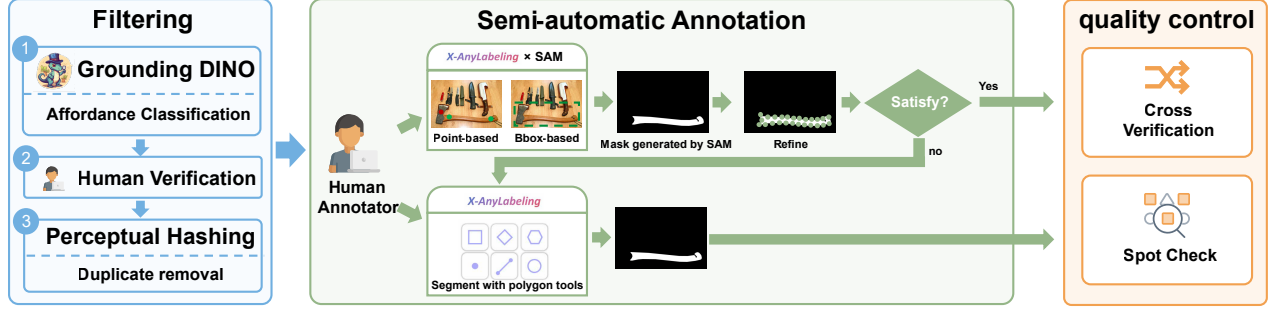 Filtering
1
Grounding DINO
Affordance Classification
2
Human Verification
3
Perceptual Hashing
Duplicate removal
Semi-automatic Annotation
Human
Annotator
X-AnyLabeling × SAM
Point-based
Bbox-based
Mask generated by SAM
Refine
Satisfy?
Yes
no
X-AnyLabeling
Segment with polygon tools
quality control
Cross
Verification
Spot Check